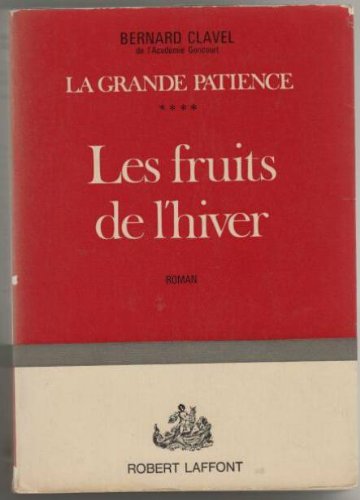 BERNARD CLAVEL
de l'Académie Goncourt
LA GRANDE PATIENCE
****
Les fruits
de l'hiver
ROMAN
ROBERT LAFFONT